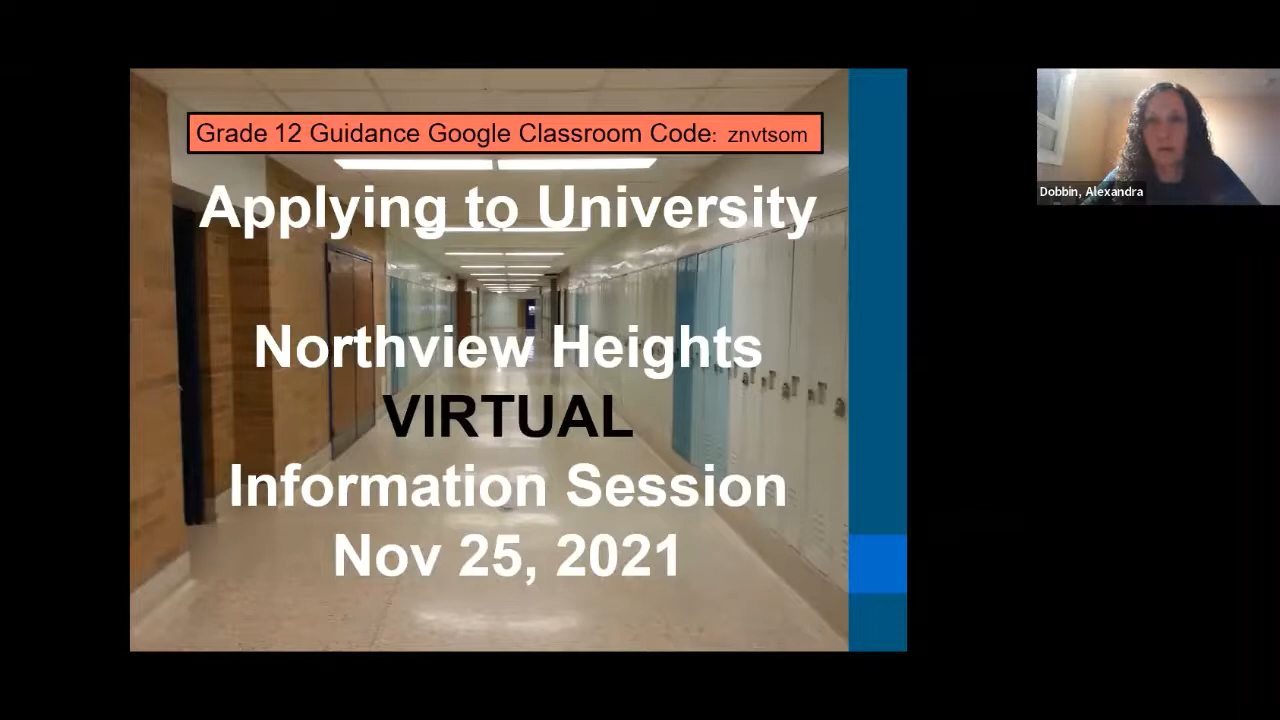 Grade 12 Guidance Google Classroom Code: znvtsom
Applying to University
Northview Heights
VIRTUAL
Information Session
Nov 25, 2021
Dobbin, Alexandra